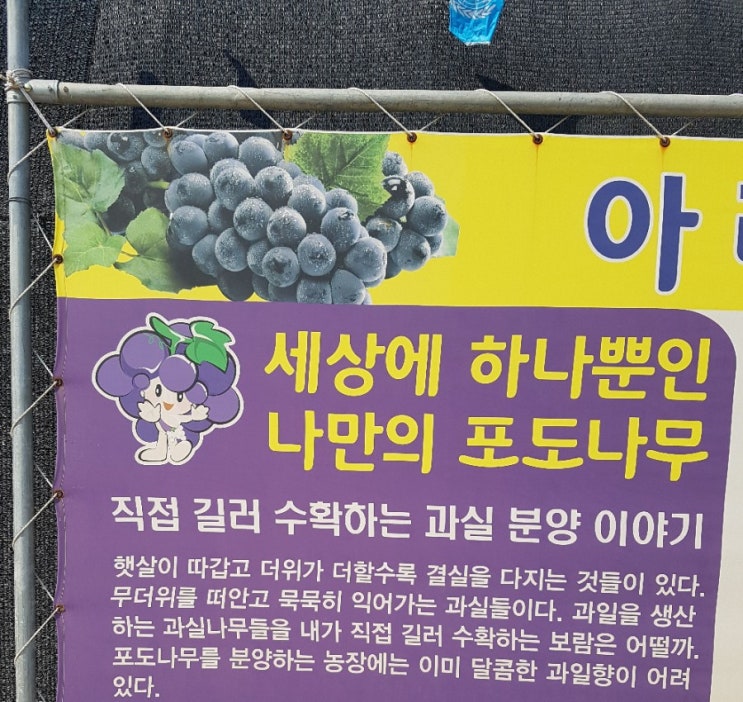 아
세상에 하나뿐인
나만의 포도나무
직접 길러 수확하는 과실 분양 이야기
햇살이 따갑고 더위가 더할수록 결실을 다지는 것들이 있다.
무더위를 떠안고 묵묵히 익어가는 과실들이다. 과일을 생산
하는 과실나무들을 내가 직접 길러 수확하는 보람은 어떨까.
포도나무를 분양하는 농장에는 이미 달콤한 과일향이 어려
있다.